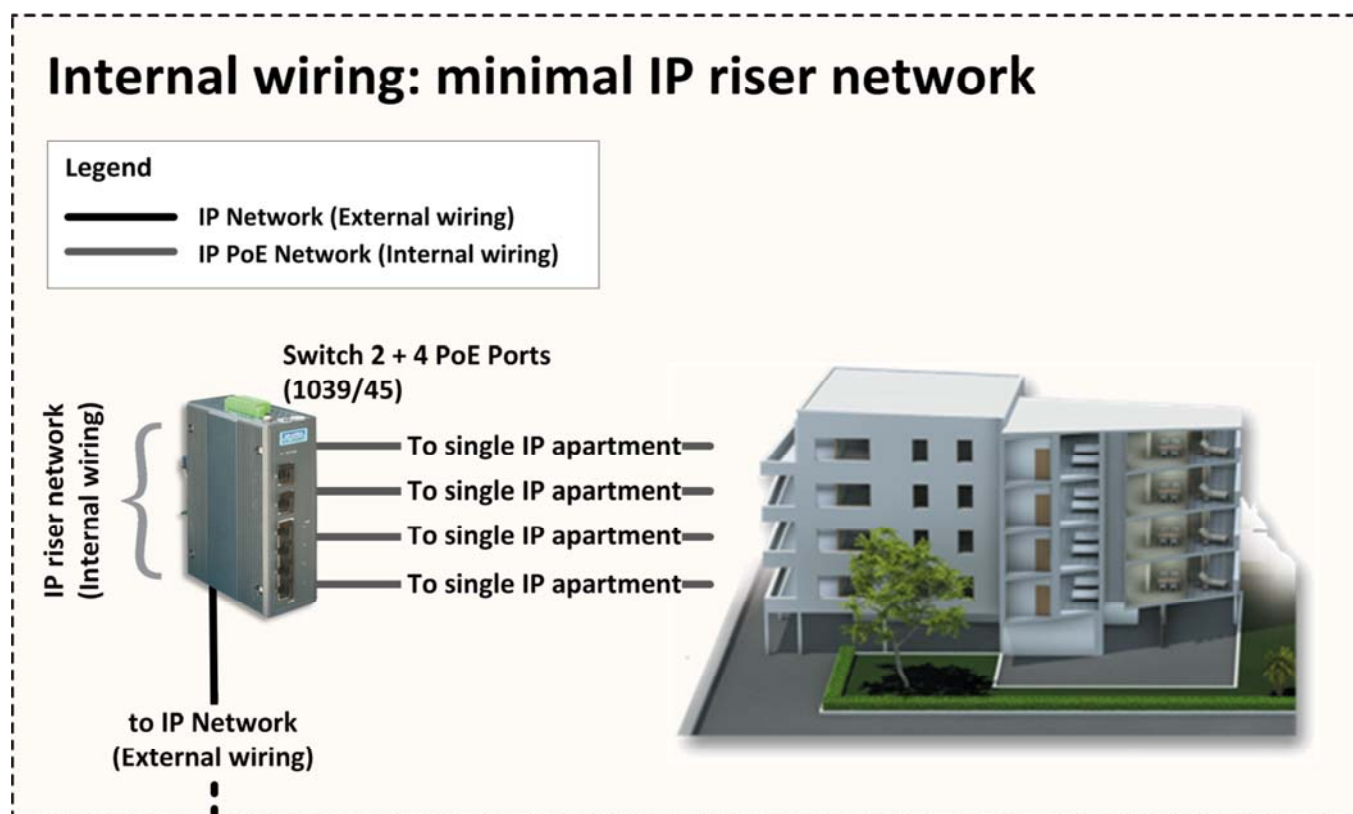 Internal wiring: minimal IP riser network
Legend
IP Network (External wiring)
IP PoE Network (Internal wiring)
Switch 2 + 4 PoE Ports
(1039/45)
IP riser network
(Internal wiring)
To single IP apartment
To single IP apartment
To single IP apartment
To single IP apartment
to IP Network
(External wiring)